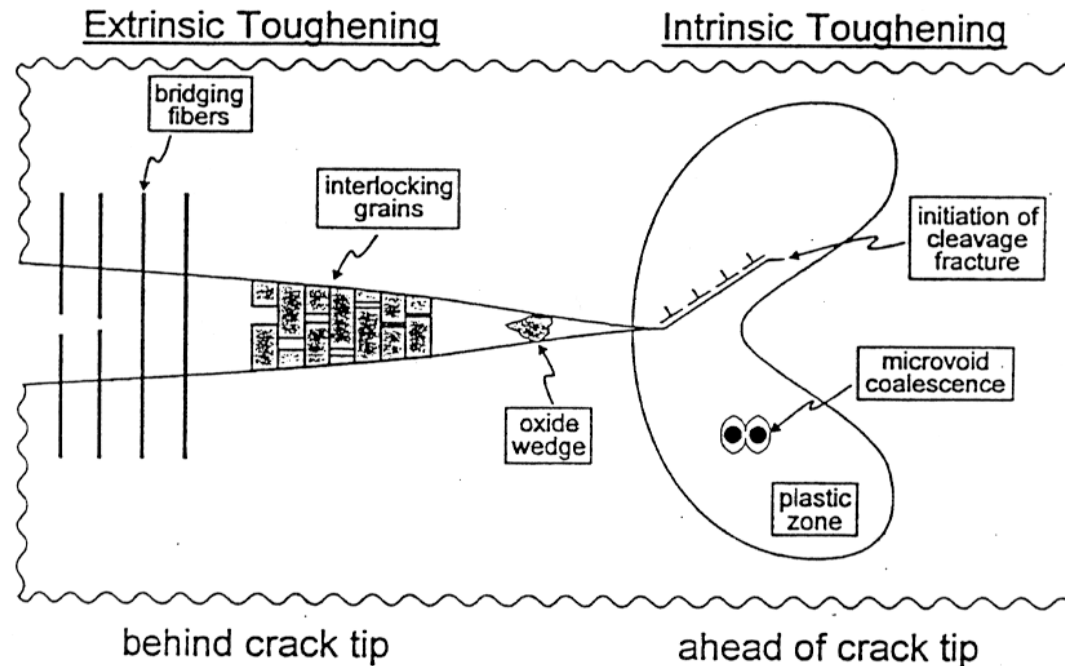 Extrinsic Toughening
Intrinsic Toughening
bridging
fibers
interlocking
grains
initiation of
cleavage
fracture
microvoid
coalescence
oxide
wedge
plastic
zone
behind crack tip
ahead of crack tip